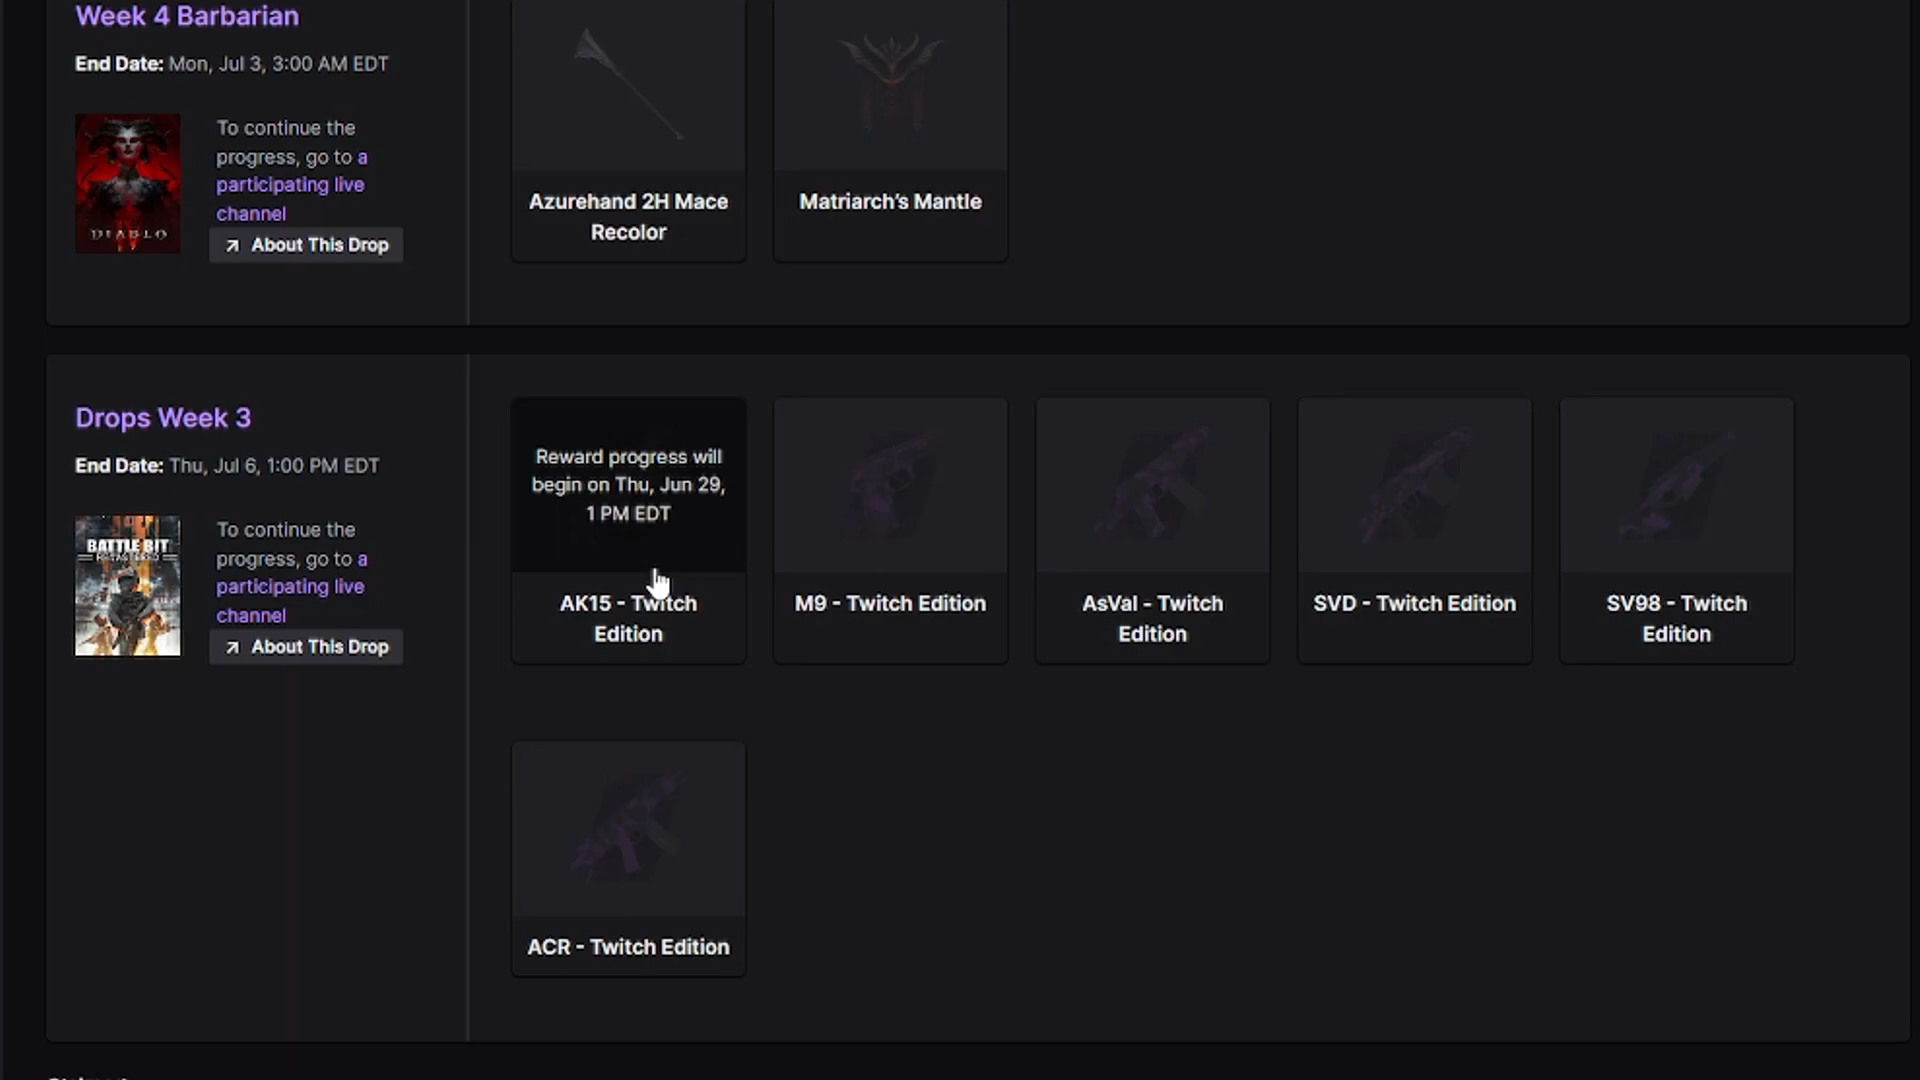 Week 4 Barbarian
End Date: Mon, Jul 3, 3:00 AM EDT
DIABLO
To continue the
progress, go to a
participating live
channel
About This Drop
Azurehand 2H Mace
Recolor
Matriarch’s Mantle
Drops Week 3
End Date: Thu, Jul 6, 1:00 PM EDT
BATTLE BIT
REMASTERED
To continue the
progress, go to a
participating live
channel
About This Drop
Reward progress will
begin on Thu, Jun 29,
1 PM EDT
AK15 - Twitch
Edition
M9 - Twitch Edition
AsVal - Twitch
Edition
SVD - Twitch Edition
SV98 - Twitch
Edition
ACR - Twitch Edition